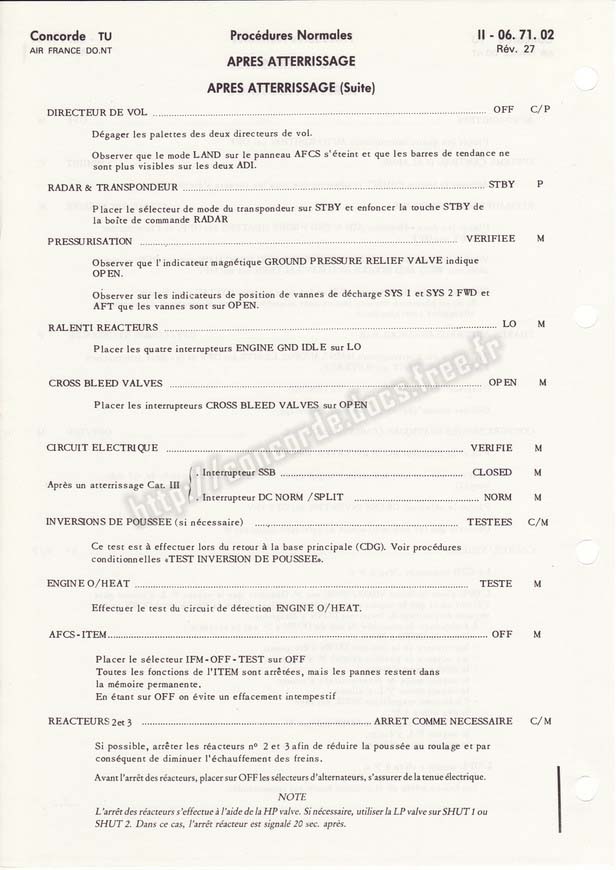 Concorde TU
AIR FRANCE DO.NT
Procédures Normales
APRES ATTERRISSAGE
II - 06. 71. 02
Rév. 27
APRES ATTERRISSAGE (Suite)
DIRECTEUR DE VOL ........ OFF C/P
Dégager les palettes des deux directeurs de vol.
Observer que le mode LAND sur le panneau AFCS s'éteint et que les barres de tendance ne
sont plus visibles sur les deux ADI.
RADAR & TRANSPONDEUR ........ STBY P
Placer le sélecteur de mode du transpondeur sur STBY et enfoncer la touche STBY de
la boîte de commande RADAR
PRESSURISATION ........ VERIFIEE M
Observer que l'indicateur magnétique GROUND PRESSURE RELIEF VALVE indique
OPEN.
Observer sur les indicateurs de position de vannes de décharge SYS 1 et SYS 2 FWD et
AFT que les vannes sont sur OPEN.
RALENTI REACTEURS ........ LO M
Placer les quatre interrupteurs ENGINE GND IDLE sur LO
CROSS BLEED VALVES ........ OPEN M
Placer les interrupteurs CROSS BLEED VALVES sur OPEN
CIRCUIT ELECTRIQUE ........ VERIFIE M
. Interrupteur SSB ........ CLOSED M
Après un atterrissage Cat. III
. Interrupteur DC NORM /SPLIT ........ NORM M
INVERSIONS DE POUSSEE (si nécessaire) ........ TESTEES C/M
Ce test est à effectuer lors du retour à la base principale (CDG). Voir procédures
conditionnelles «TEST INVERSION DE POUSSEE».
ENGINE O/HEAT ........ TESTE M
Effectuer le test du circuit de détection ENGINE O/HEAT.
AFCS-ITEM ........ OFF M
Placer le sélecteur IFM-OFF-TEST sur OFF
Toutes les fonctions de l'ITEM sont arrêtées, mais les pannes restent dans
la mémoire permanente.
En étant sur OFF on évite un effacement intempestif
REACTEURS 2 et 3 ........ ARRET COMME NECESSAIRE C/M
Si possible, arrêter les réacteurs nº 2 et 3 afin de réduire la poussée au roulage et par
conséquent de diminuer l'échauffement des freins.
Avant l'arrêt des réacteurs, placer sur OFF les sélecteurs d'alternateurs, s'assurer de la tenue électrique.
NOTE
L'arrêt des réacteurs s'effectue à l'aide de la HP valve. Si nécessaire, utiliser la LP valve sur SHUT 1 ou
SHUT 2. Dans ce cas, l'arrêt réacteur est signalé 20 sec. après.
http://concorde.docs.free.fr